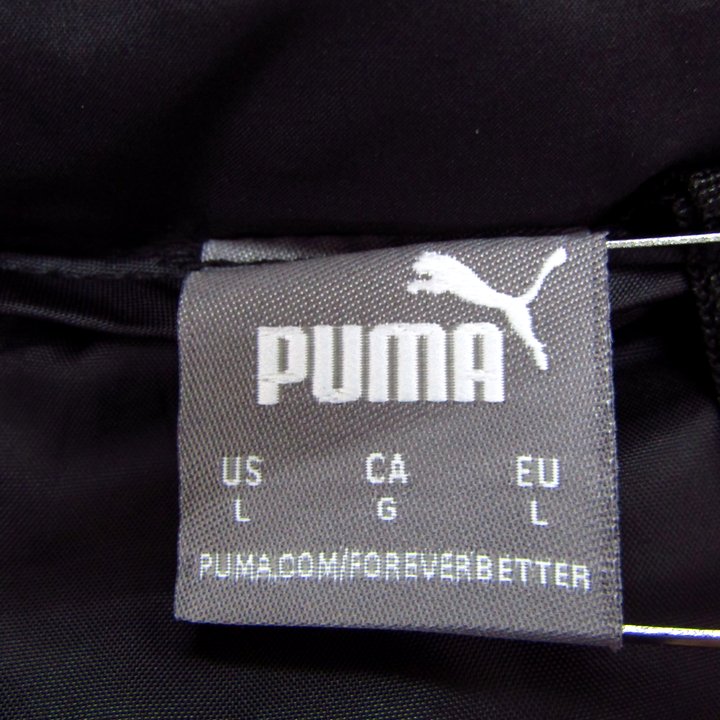 PUMA
US CA EU
L G L
PUMA.COM/FOREVERBETTER